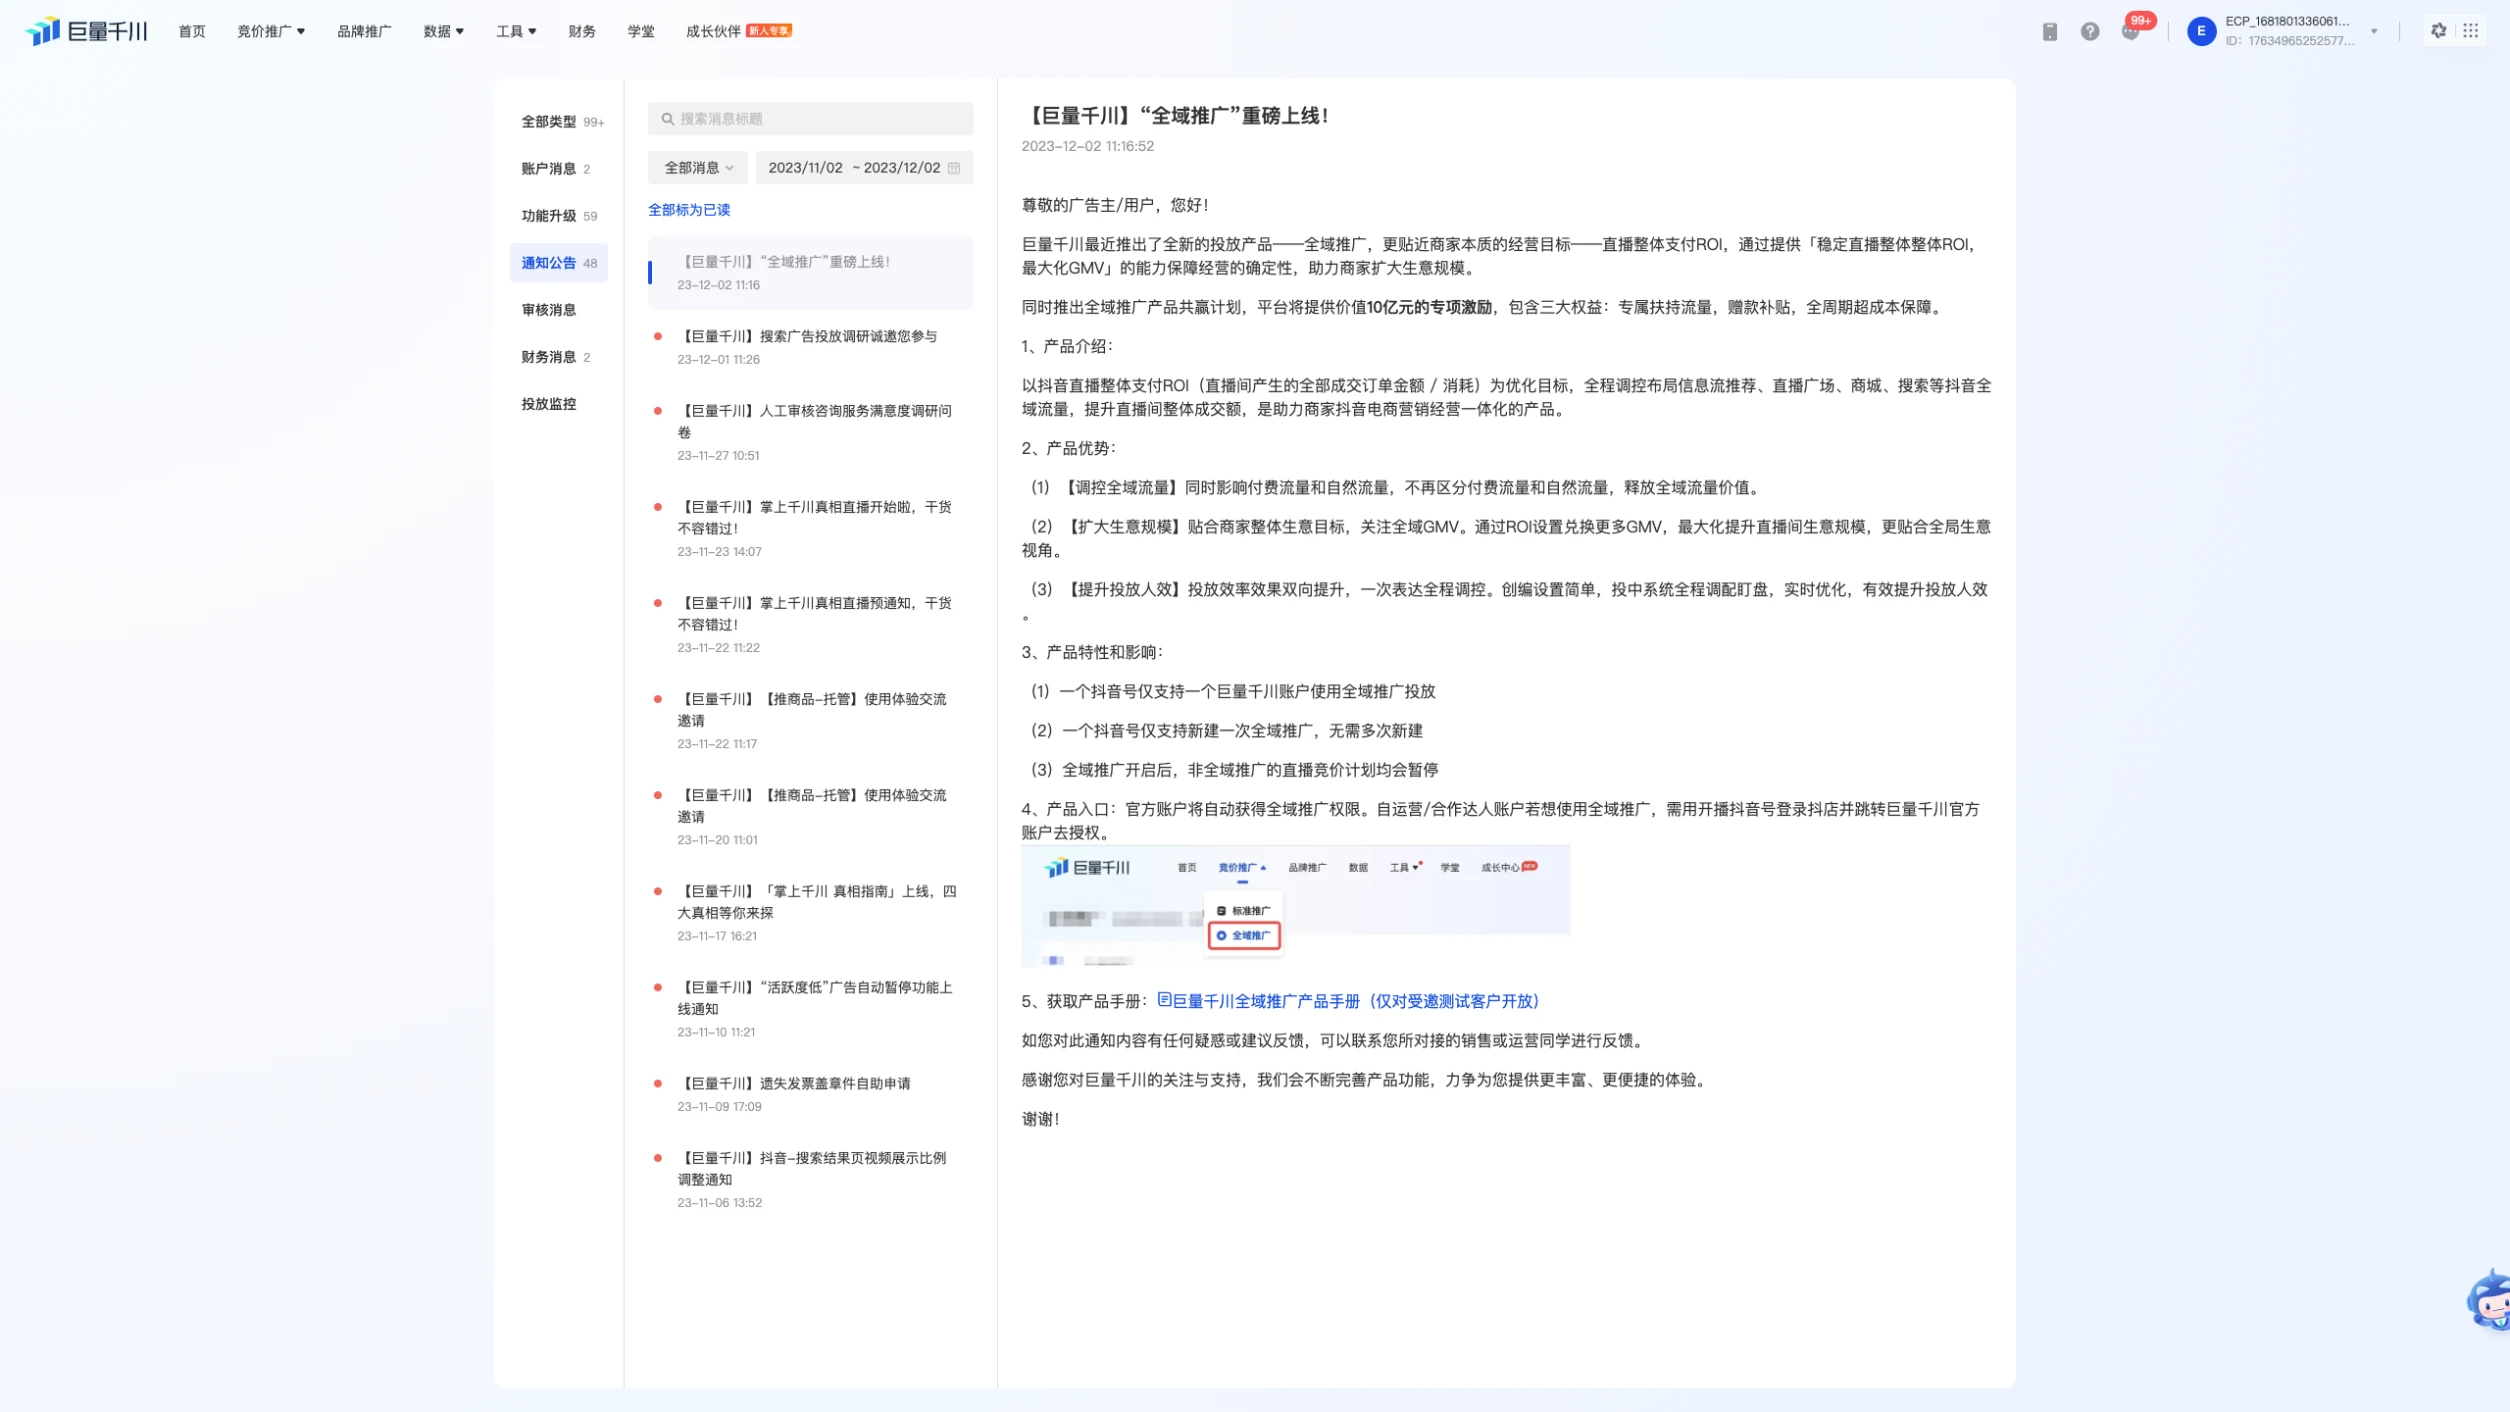 巨量千川
首页
竞价推广
品牌推广
数据
工具
财务
学堂
成长伙伴 新人专享
99+
E
ECP_1681801336061...
ID：17634965252577...
全部类型 99+
账户消息 2
功能升级 59
通知公告 48
审核消息
财务消息 2
投放监控
搜索消息标题
全部消息
2023/11/02 ~ 2023/12/02
全部标为已读
【巨量千川】“全域推广”重磅上线！
23-12-02 11:16
【巨量千川】搜索广告投放调研诚邀您参与
23-12-01 11:26
【巨量千川】人工审核咨询服务满意度调研问
卷
23-11-27 10:51
【巨量千川】掌上千川真相直播开始啦，干货
不容错过！
23-11-23 14:07
【巨量千川】掌上千川真相直播预通知，干货
不容错过！
23-11-22 11:22
【巨量千川】【推商品-托管】使用体验交流
邀请
23-11-22 11:17
【巨量千川】【推商品-托管】使用体验交流
邀请
23-11-20 11:01
【巨量千川】「掌上千川 真相指南」上线，四
大真相等你来探
23-11-17 16:21
【巨量千川】“活跃度低”广告自动暂停功能上
线通知
23-11-10 11:21
【巨量千川】遗失发票盖章件自助申请
23-11-09 17:09
【巨量千川】抖音-搜索结果页视频展示比例
调整通知
23-11-06 13:52
【巨量千川】“全域推广”重磅上线！
2023-12-02 11:16:52
尊敬的广告主/用户，您好！
巨量千川最近推出了全新的投放产品——全域推广，更贴近商家本质的经营目标——直播整体支付ROI，通过提供「稳定直播整体整体ROI，
最大化GMV」的能力保障经营的确定性，助力商家扩大生意规模。
同时推出全域推广产品共赢计划，平台将提供价值10亿元的专项激励，包含三大权益：专属扶持流量，赠款补贴，全周期超成本保障。
1、产品介绍：
以抖音直播整体支付ROI（直播间产生的全部成交订单金额 / 消耗）为优化目标，全程调控布局信息流推荐、直播广场、商城、搜索等抖音全
域流量，提升直播间整体成交额，是助力商家抖音电商营销经营一体化的产品。
2、产品优势：
（1）【调控全域流量】同时影响付费流量和自然流量，不再区分付费流量和自然流量，释放全域流量价值。
（2）【扩大生意规模】贴合商家整体生意目标，关注全域GMV。通过ROI设置兑换更多GMV，最大化提升直播间生意规模，更贴合全局生意
视角。
（3）【提升投放人效】投放效率效果双向提升，一次表达全程调控。创编设置简单，投中系统全程调配盯盘，实时优化，有效提升投放人效
。
3、产品特性和影响：
（1）一个抖音号仅支持一个巨量千川账户使用全域推广投放
（2）一个抖音号仅支持新建一次全域推广，无需多次新建
（3）全域推广开启后，非全域推广的直播竞价计划均会暂停
4、产品入口：官方账户将自动获得全域推广权限。自运营/合作达人账户若想使用全域推广，需用开播抖音号登录抖店并跳转巨量千川官方
账户去授权。
巨量千川
首页
竞价推广
品牌推广
数据
工具
学堂
成长中心 NEW
标准推广
全域推广
5、获取产品手册：巨量千川全域推广产品手册（仅对受邀测试客户开放）
如您对此通知内容有任何疑惑或建议反馈，可以联系您所对接的销售或运营同学进行反馈。
感谢您对巨量千川的关注与支持，我们会不断完善产品功能，力争为您提供更丰富、更便捷的体验。
谢谢！